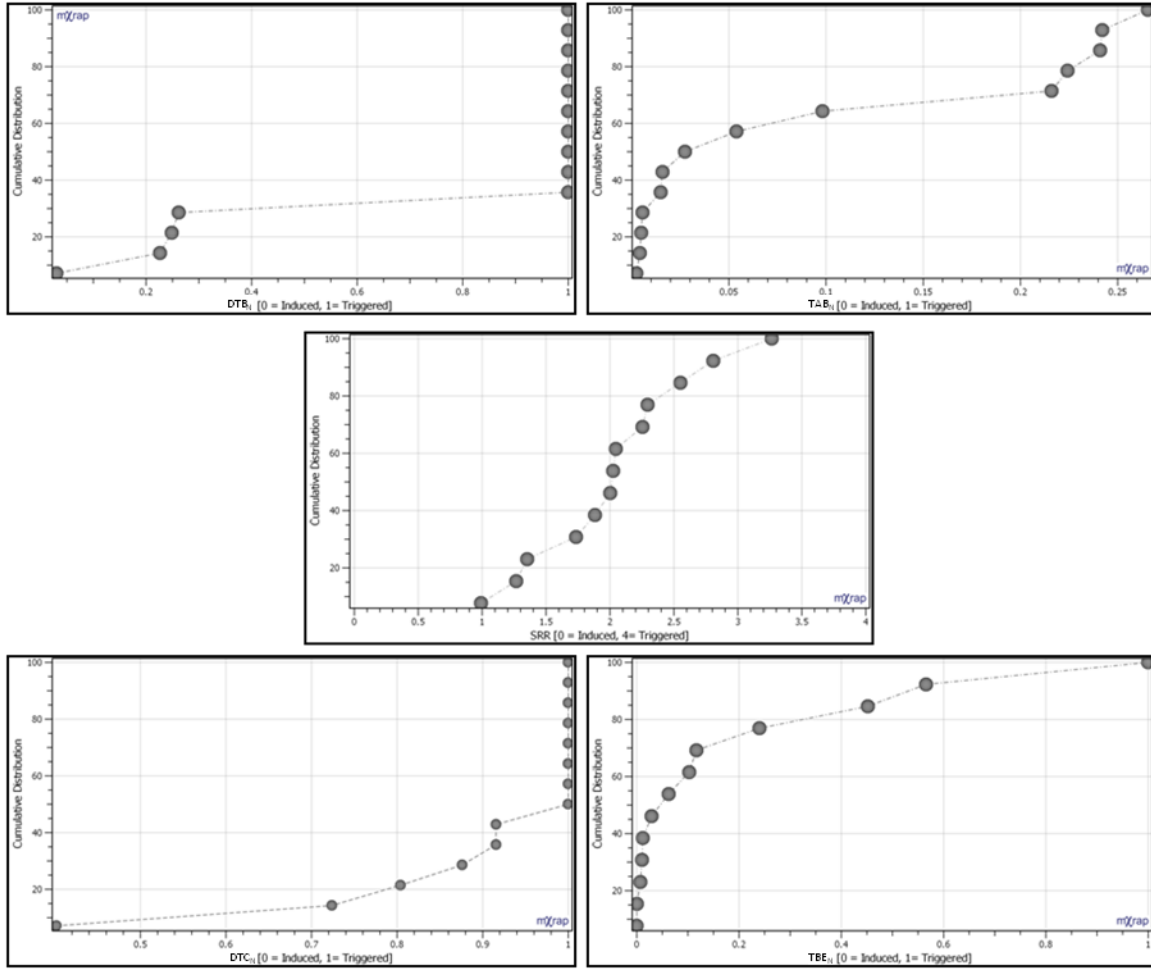 mXrap
100
80
60
40
20
Cumulative Distribution
0.2 0.4 0.6 0.8 1
DTB_N [0 = Induced, 1= Triggered]
100
80
60
40
20
Cumulative Distribution
mXrap
0.05 0.1 0.15 0.2 0.25
TAB_N [0 = Induced, 1= Triggered]
100
80
60
40
20
Cumulative Distribution
mXrap
0 0.5 1 1.5 2 2.5 3 3.5 4
SRR [0 = Induced, 4= Triggered]
100
80
60
40
20
Cumulative Distribution
mXrap
0.5 0.6 0.7 0.8 0.9 1
DTC_N [0 = Induced, 1= Triggered]
100
80
60
40
20
Cumulative Distribution
mXrap
0 0.2 0.4 0.6 0.8 1
TBE_N [0 = Induced, 1= Triggered]